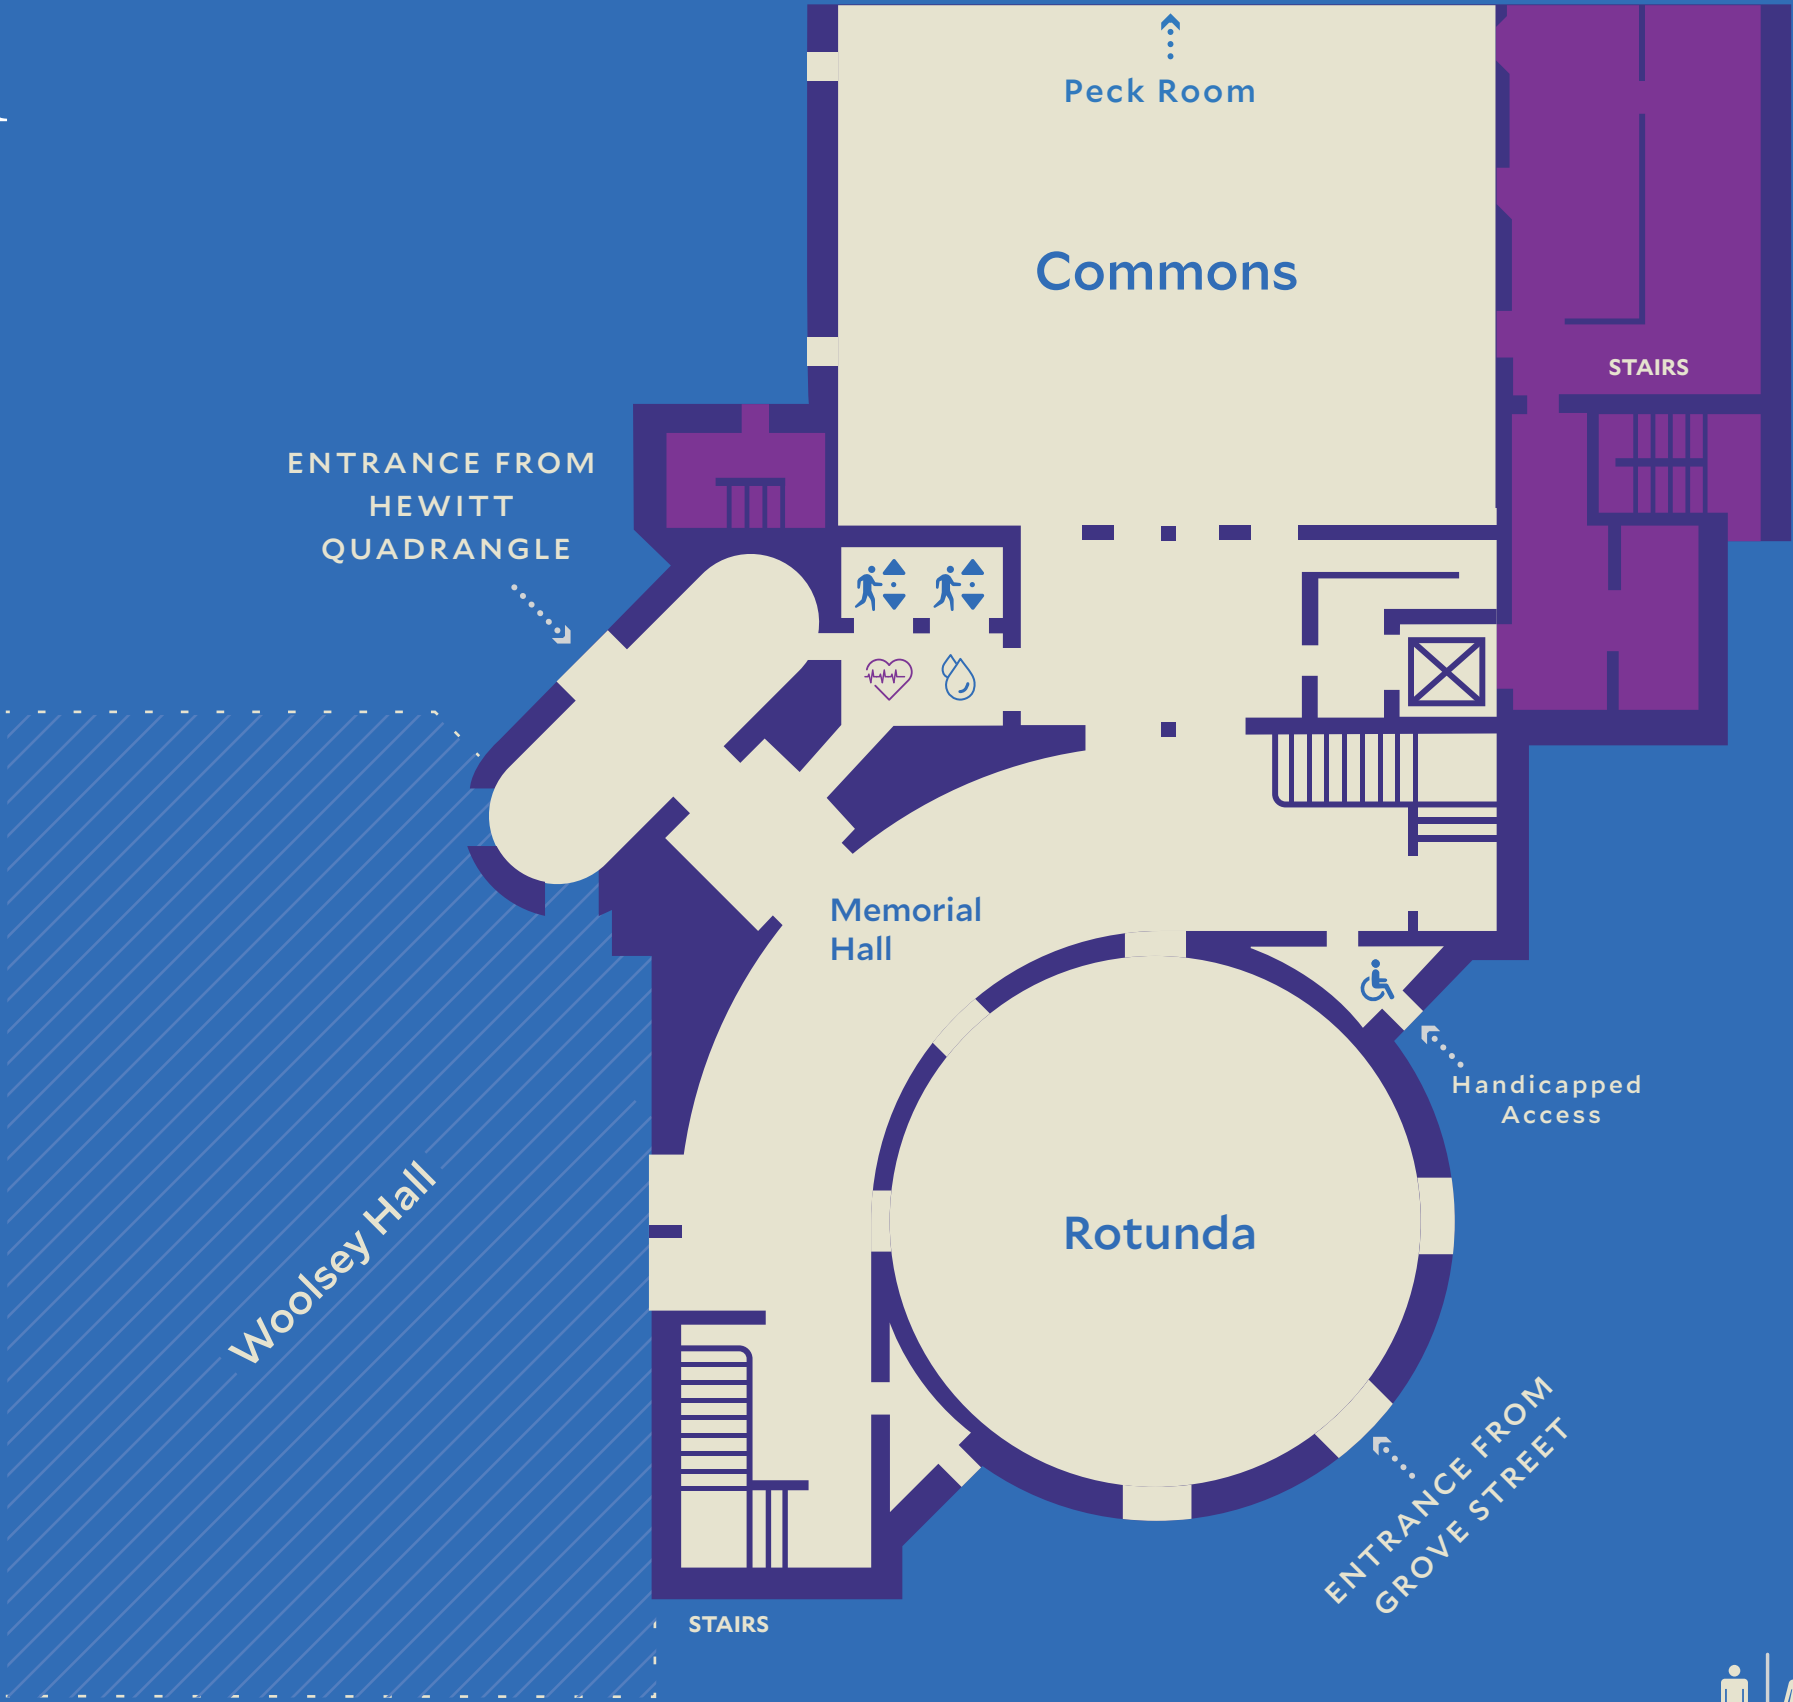 Peck Room
Commons
STAIRS
ENTRANCE FROM
HEWITT
QUADRANGLE
Memorial
Hall
Handicapped
Access
Woolsey Hall
Rotunda
ENTRANCE FROM
GROVE STREET
STAIRS